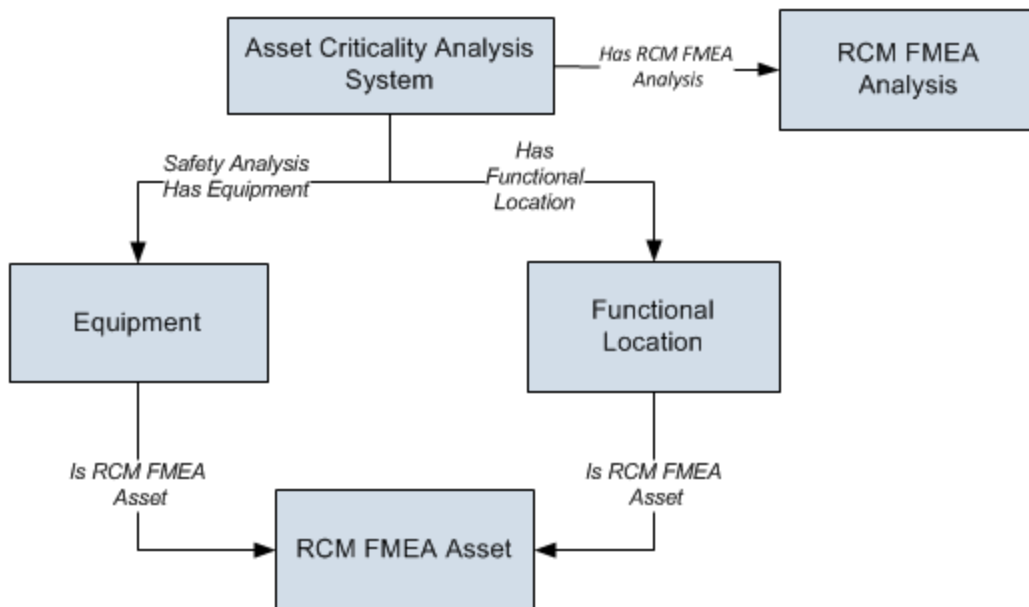 Asset Criticality Analysis
System
Has RCM FMEA
Analysis
RCM FMEA
Analysis
Safety Analysis
Has Equipment
Has
Functional
Location
Equipment
Functional
Location
Is RCM FMEA
Asset
Is RCM FMEA
Asset
RCM FMEA Asset